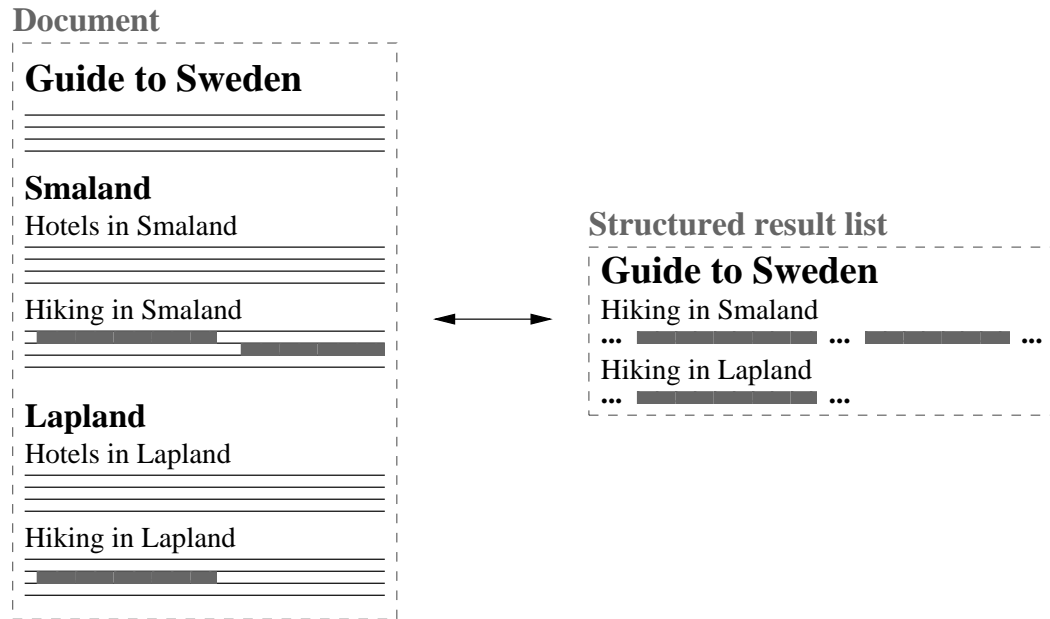 Document
Guide to Sweden
Smaland
Hotels in Smaland
Hiking in Smaland
Lapland
Hotels in Lapland
Hiking in Lapland
Structured result list
Guide to Sweden
Hiking in Smaland
... ... ...
Hiking in Lapland
... ...